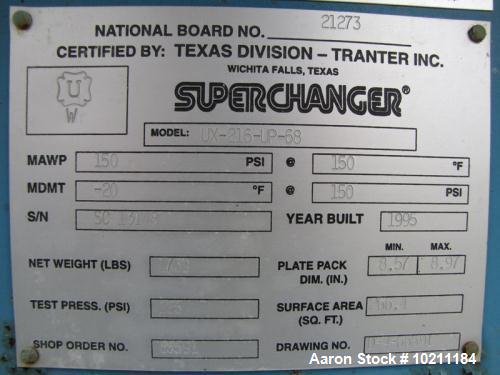 NATIONAL BOARD NO. 21273
CERTIFIED BY: TEXAS DIVISION – TRANTER INC.
WICHITA FALLS, TEXAS
U
W
SUPERCHANGER®
MODEL: UX-216-UP-68
MAWP 150 PSI @ 150 °F
MDMT -20 °F @ 150 PSI
S/N SC YEAR BUILT 1995
MIN. MAX.
NET WEIGHT (LBS) PLATE PACK DIM. (IN.) 8.57 8.97
TEST PRESS. (PSI) SURFACE AREA (SQ. FT.)
SHOP ORDER NO. DRAWING NO.
Aaron Stock # 10211184